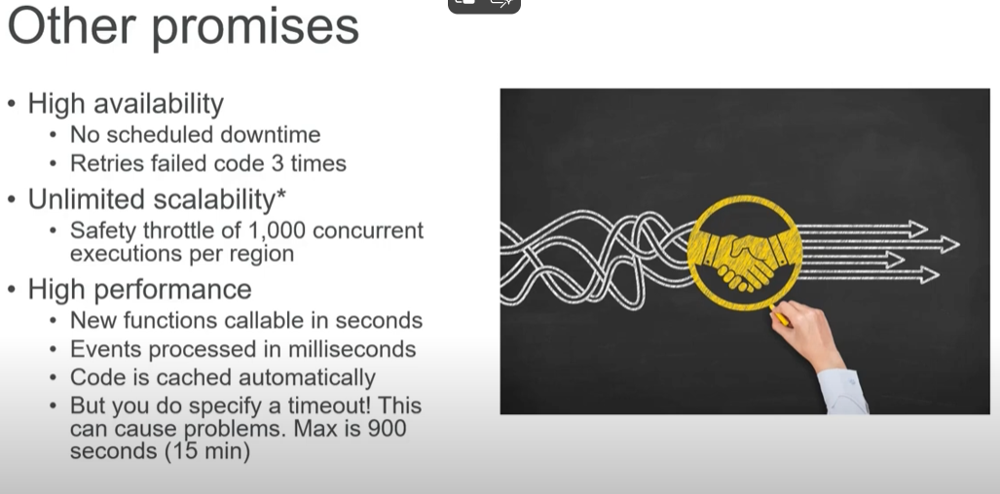 Other promises
• High availability
• No scheduled downtime
• Retries failed code 3 times
• Unlimited scalability*
• Safety throttle of 1,000 concurrent
executions per region
• High performance
• New functions callable in seconds
• Events processed in milliseconds
• Code is cached automatically
• But you do specify a timeout! This
can cause problems. Max is 900
seconds (15 min)